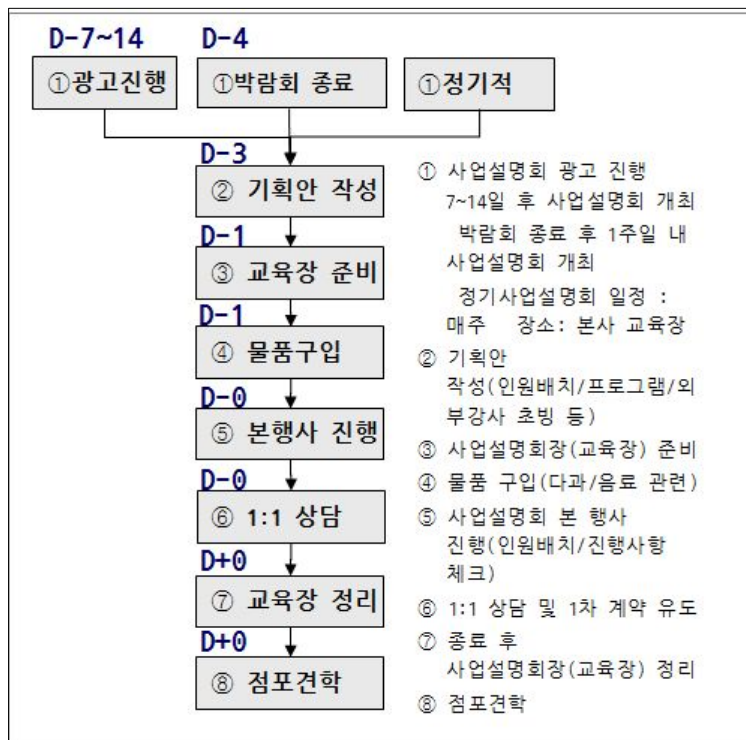 D-7~14
D-4
①광고진행
①박람회 종료
①정기적
D-3
② 기획안 작성
D-1
③ 교육장 준비
D-1
④ 물품구입
D-0
⑤ 본행사 진행
D-0
⑥ 1:1 상담
D+0
⑦ 교육장 정리
D+0
⑧ 점포견학
① 사업설명회 광고 진행
7~14일 후 사업설명회 개최
박람회 종료 후 1주일 내
사업설명회 개최
정기사업설명회 일정 :
매주 장소: 본사 교육장
② 기획안
작성(인원배치/프로그램/외
부강사 초빙 등)
③ 사업설명회장(교육장) 준비
④ 물품 구입(다과/음료 관련)
⑤ 사업설명회 본 행사
진행(인원배치/진행사항
체크)
⑥ 1:1 상담 및 1차 계약 유도
⑦ 종료 후
사업설명회장(교육장) 정리
⑧ 점포견학